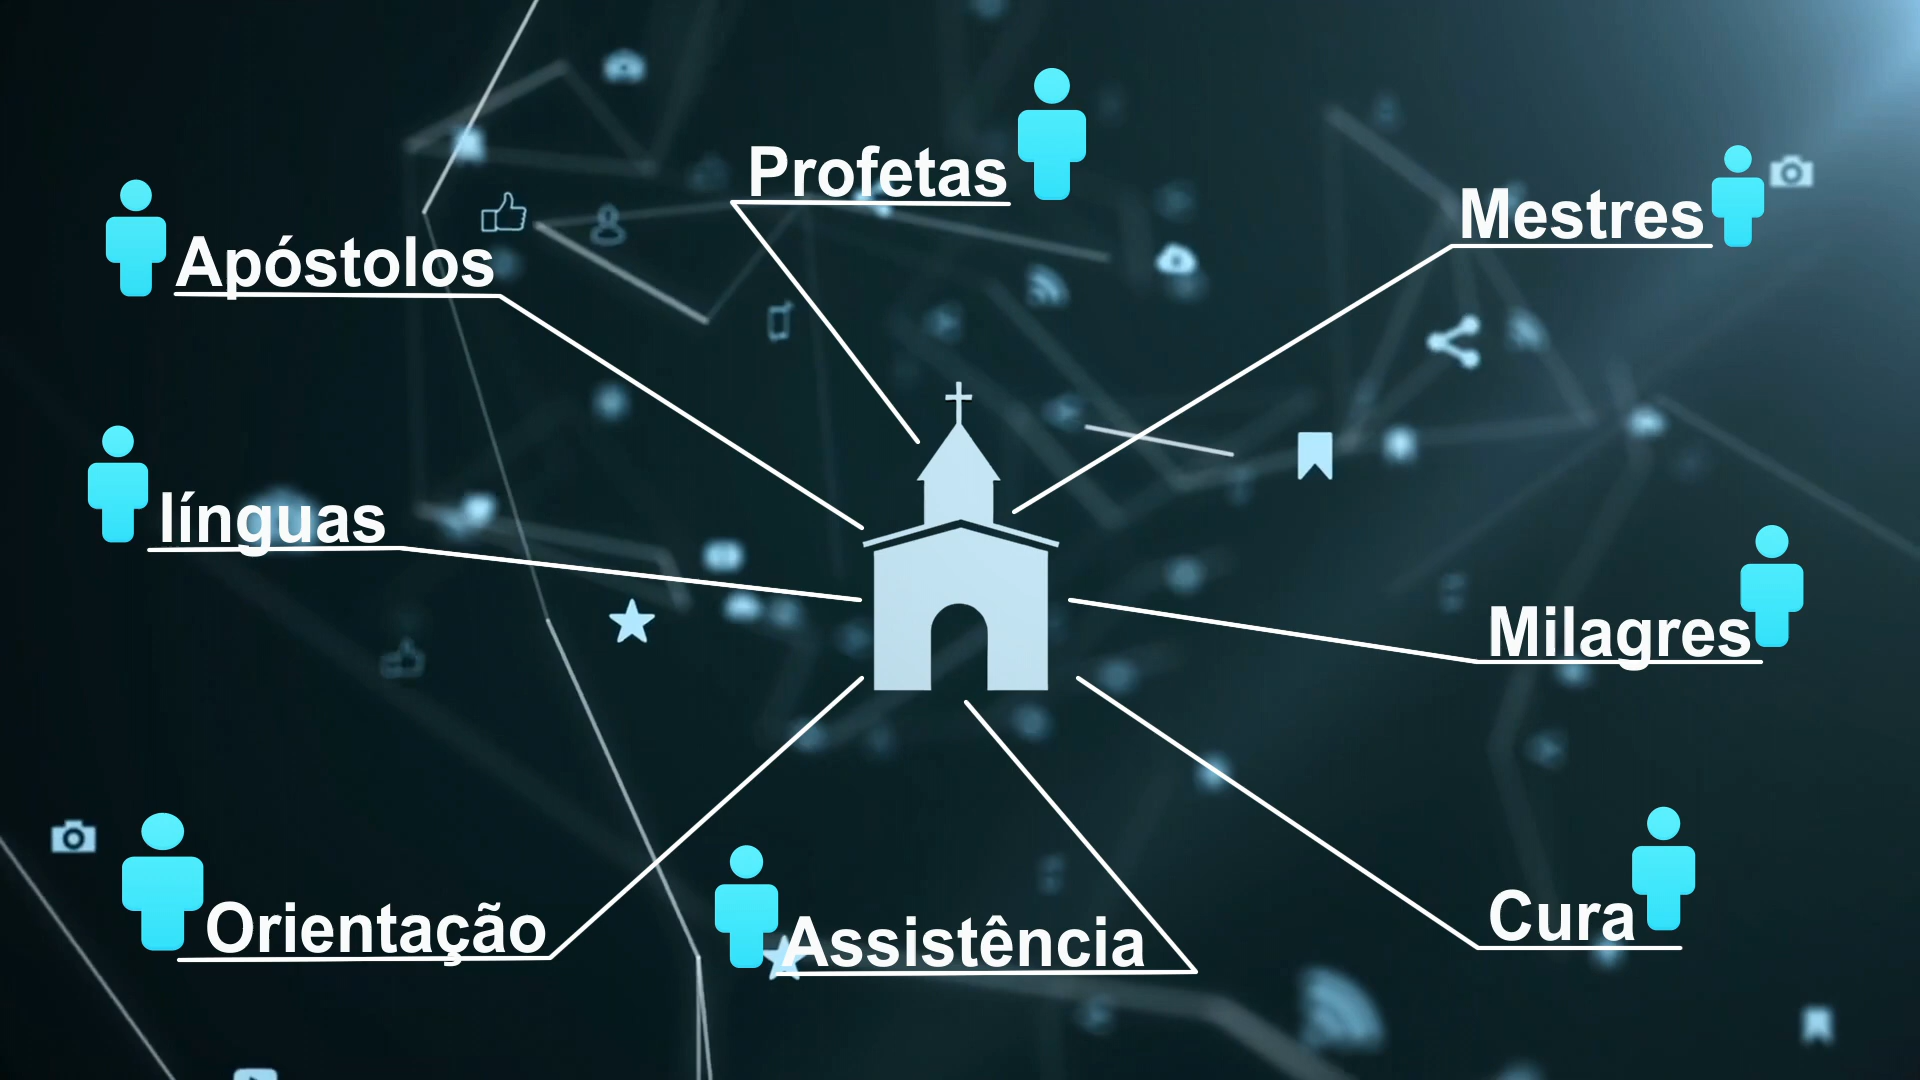 Profetas
Mestres
Apóstolos
línguas
Milagres
Orientação
Assistência
Cura